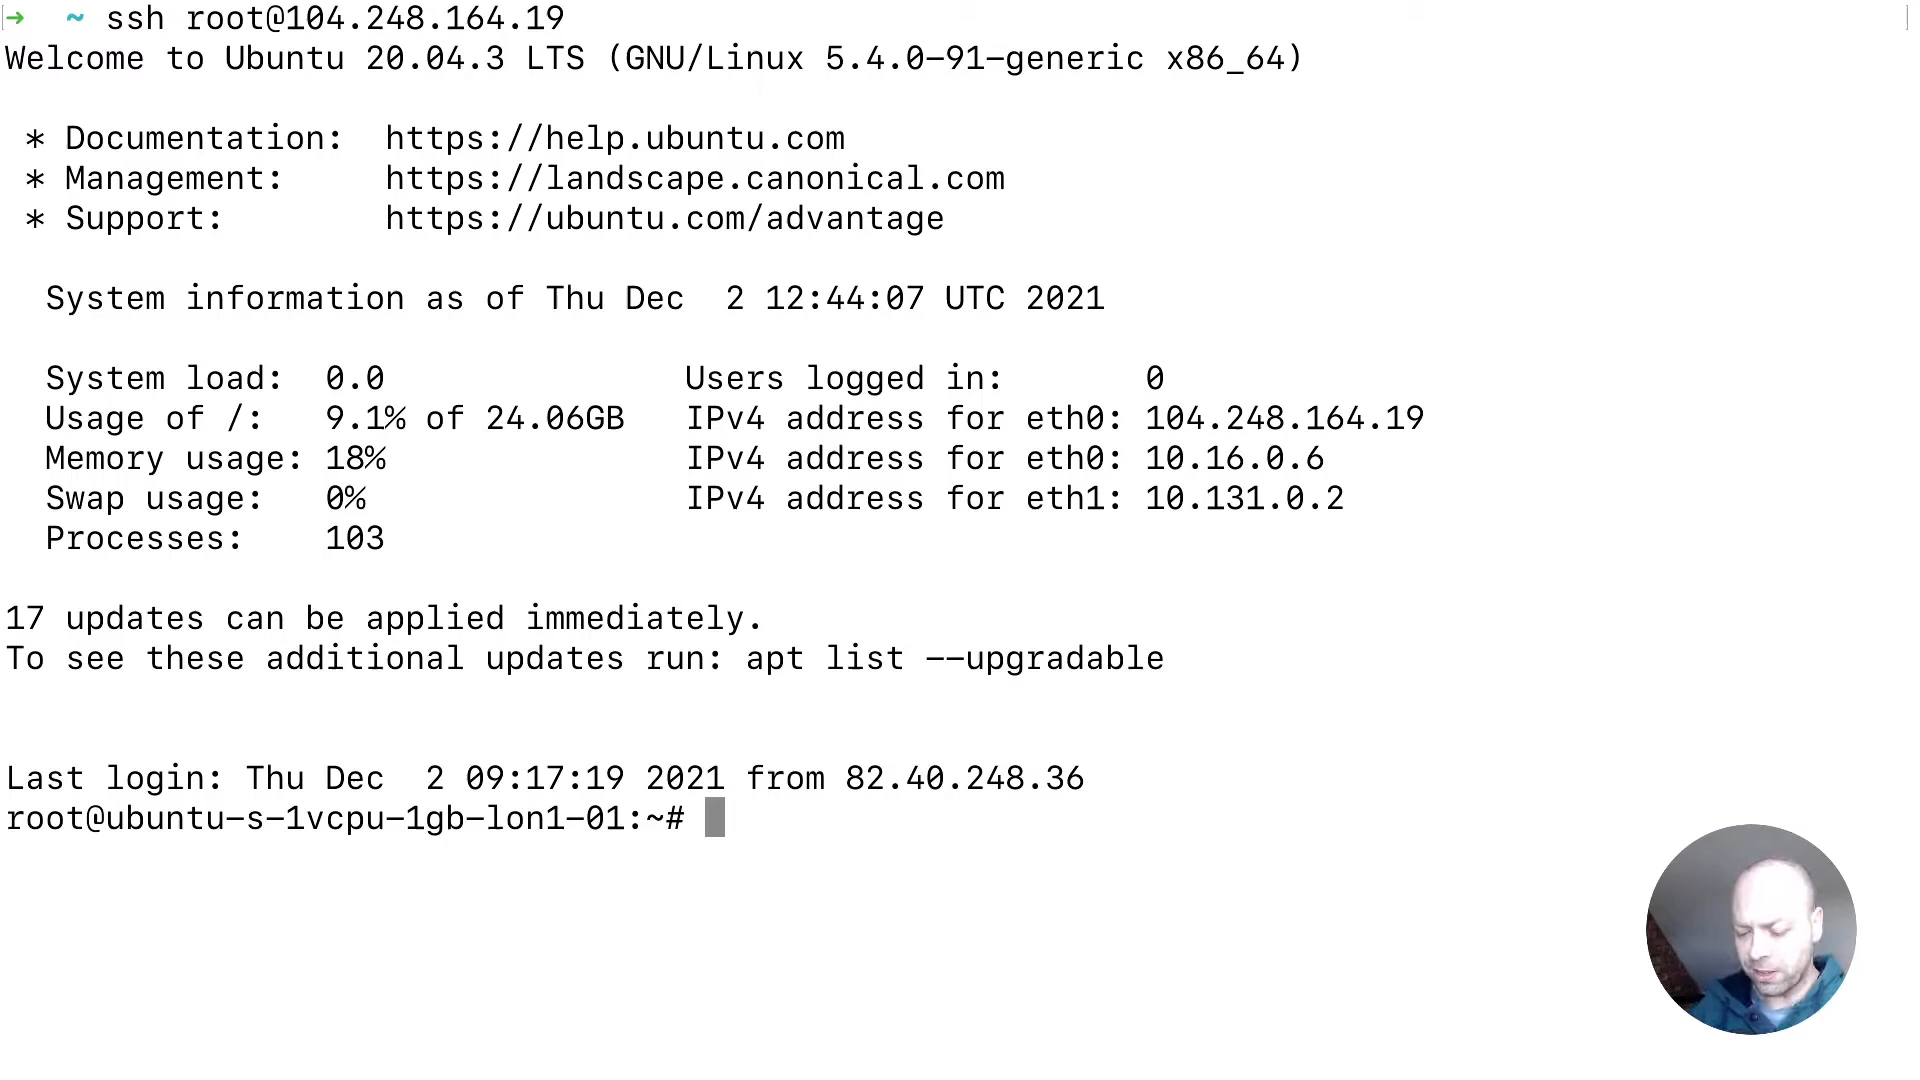 →  ~ ssh root@104.248.164.19
Welcome to Ubuntu 20.04.3 LTS (GNU/Linux 5.4.0-91-generic x86_64)
 * Documentation:  https://help.ubuntu.com
 * Management:     https://landscape.canonical.com
 * Support:        https://ubuntu.com/advantage
  System information as of Thu Dec  2 12:44:07 UTC 2021
  System load:  0.0               Users logged in:       0
  Usage of /:   9.1% of 24.06GB   IPv4 address for eth0: 104.248.164.19
  Memory usage: 18%               IPv4 address for eth0: 10.16.0.6
  Swap usage:   0%                IPv4 address for eth1: 10.131.0.2
  Processes:    103
17 updates can be applied immediately.
To see these additional updates run: apt list --upgradable
Last login: Thu Dec  2 09:17:19 2021 from 82.40.248.36
root@ubuntu-s-1vcpu-1gb-lon1-01:~#